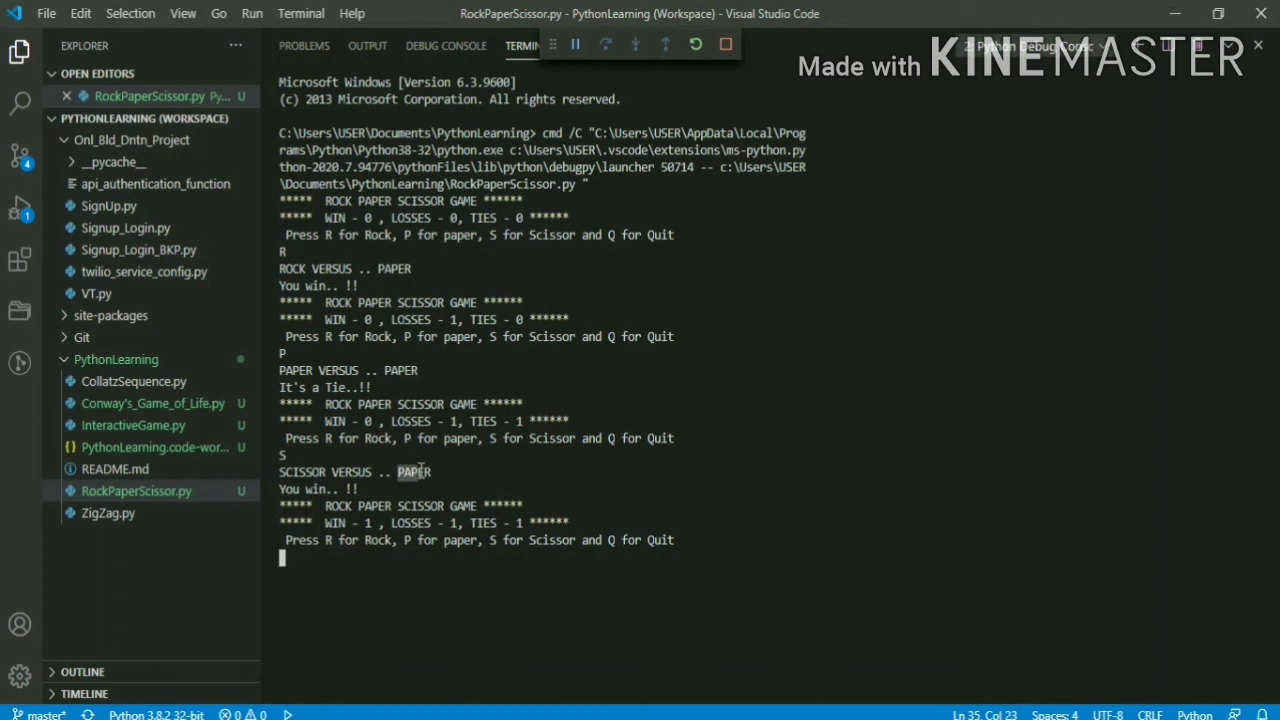 File Edit Selection View Go Run Terminal Help
RockPaperScissor.py - PythonLearning (Workspace) - Visual Studio Code
EXPLORER
PROBLEMS OUTPUT DEBUG CONSOLE
Made with KINEMASTER
OPEN EDITORS
RockPaperScissor.py Py... U
PYTHONLEARNING (WORKSPACE)
Onl_Bld_Dntn_Project
__pycache__
api_authentication_function
SignUp.py
Signup_Login.py
Signup_Login_BKP.py
twilio_service_config.py
VT.py
site-packages
Git
PythonLearning
CollatzSequence.py
Conway's_Game_of_Life.py U
InteractiveGame.py U
{} PythonLearning.code-wor... U
README.md
RockPaperScissor.py U
ZigZag.py
OUTLINE
TIMELINE
4
1
Microsoft Windows [Version 6.3.9600]
(c) 2013 Microsoft Corporation. All rights reserved.
C:\Users\USER\Documents\PythonLearning> cmd /C "C:\Users\USER\AppData\Local\Prog
rams\Python\Python38-32\python.exe c:\Users\USER\.vscode\extensions\ms-python.py
thon-2020.7.94776\pythonFiles\lib\python\debugpy\launcher 50714 -- c:\Users\USER
\Documents\PythonLearning\RockPaperScissor.py "
***** ROCK PAPER SCISSOR GAME ******
***** WIN - 0 , LOSSES - 0, TIES - 0 ******
Press R for Rock, P for paper, S for Scissor and Q for Quit
R
ROCK VERSUS .. PAPER
You win.. !!
***** ROCK PAPER SCISSOR GAME ******
***** WIN - 0 , LOSSES - 1, TIES - 0 ******
Press R for Rock, P for paper, S for Scissor and Q for Quit
P
PAPER VERSUS .. PAPER
It's a Tie..!!
***** ROCK PAPER SCISSOR GAME ******
***** WIN - 0 , LOSSES - 1, TIES - 1 ******
Press R for Rock, P for paper, S for Scissor and Q for Quit
S
SCISSOR VERSUS .. PAPER
You win.. !!
***** ROCK PAPER SCISSOR GAME ******
***** WIN - 1 , LOSSES - 1, TIES - 1 ******
Press R for Rock, P for paper, S for Scissor and Q for Quit
master* Python 3.8.2 32-bit 0 0 Ln 35, Col 23 Spaces: 4 UTF-8 CRLF Python